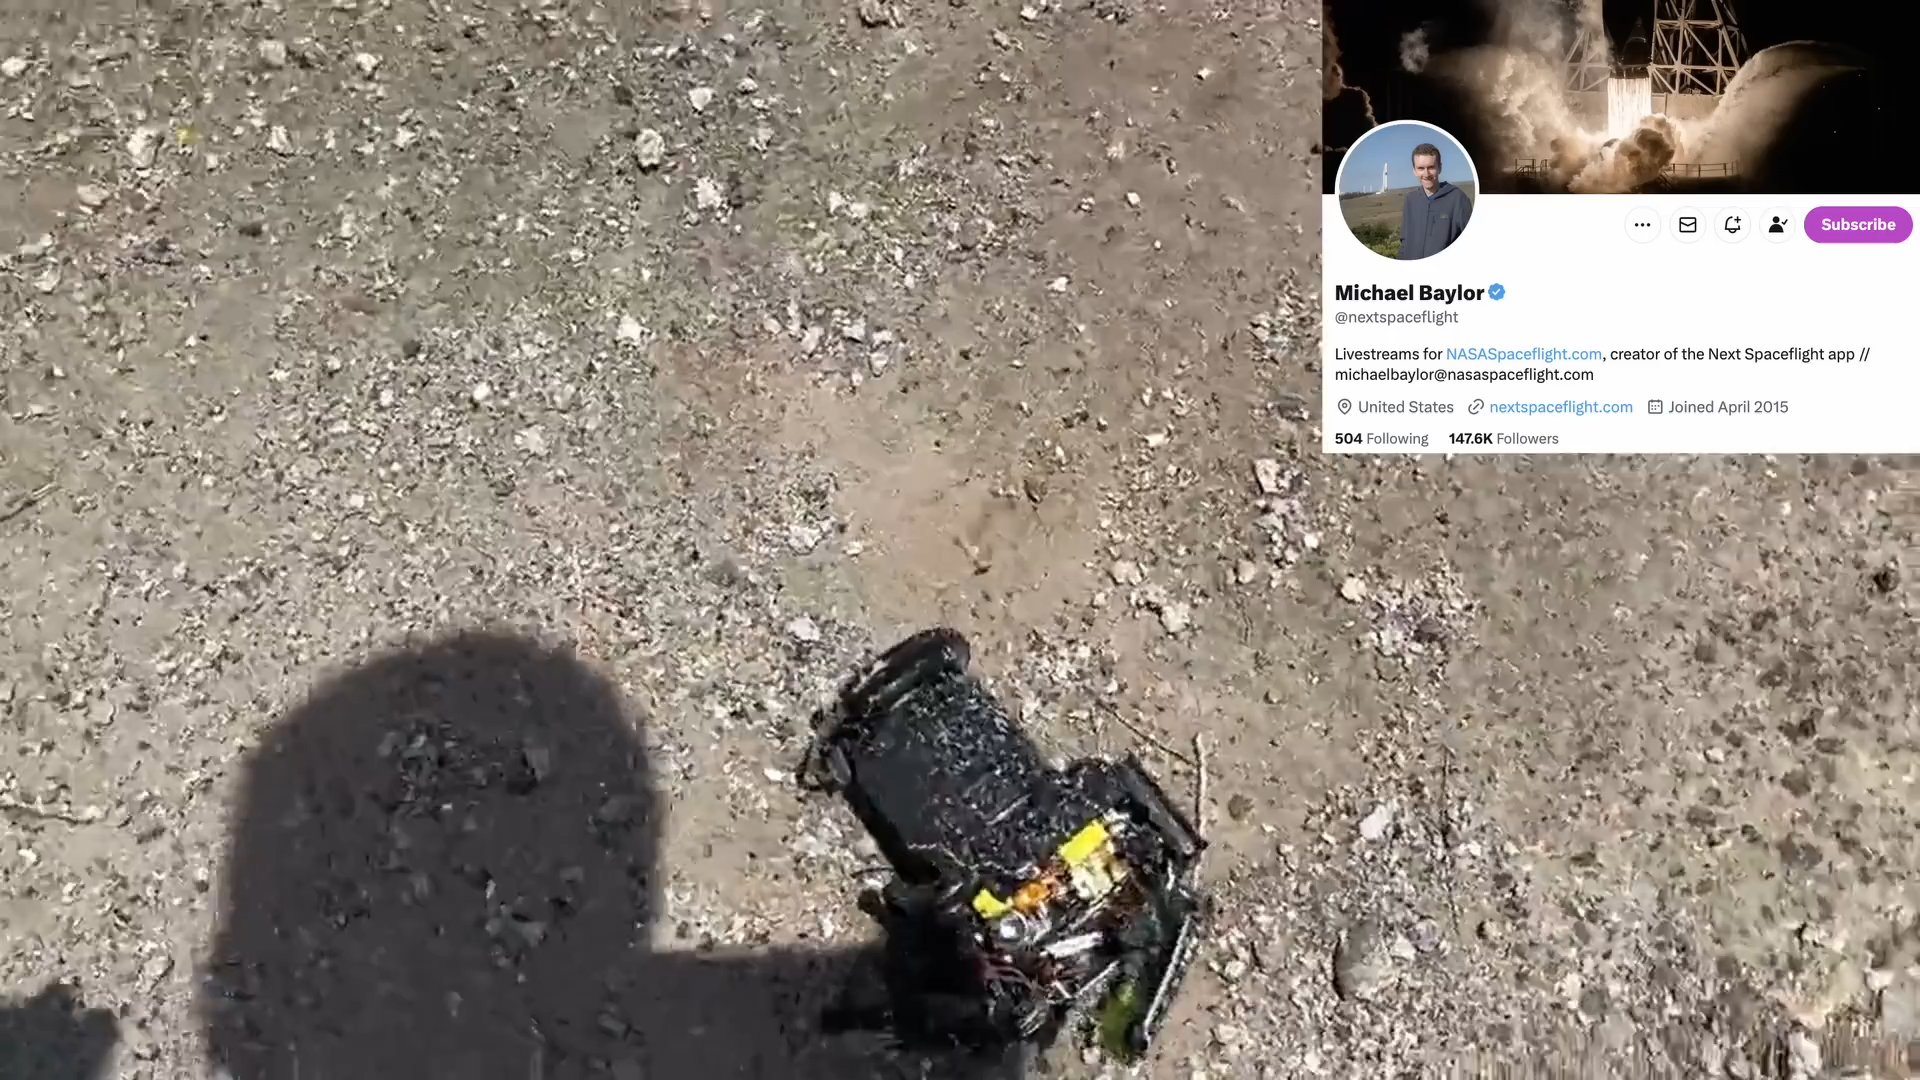 Subscribe
Michael Baylor
@nextspaceflight
Livestreams for NASASpaceflight.com, creator of the Next Spaceflight app //
michaelbaylor@nasaspaceflight.com
United States nextspaceflight.com Joined April 2015
504 Following 147.6K Followers